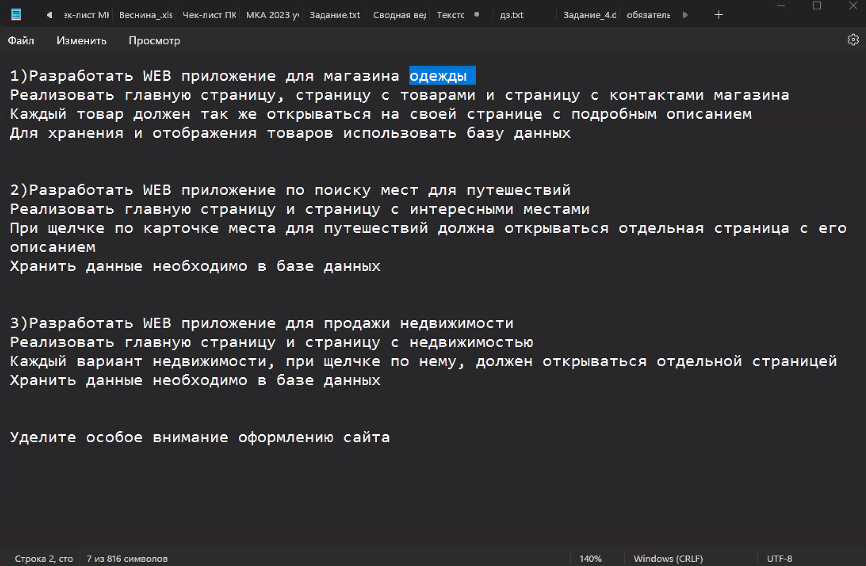 Веснина_.xls
Чек-лист ПК
МКА 2023 у
Задание.txt
Сводная вер
Тексто
дз.txt
Задание_4.d
обязатель
Файл Изменить Просмотр
1)Разработать WEB приложение для магазина одежды
Реализовать главную страницу, страницу с товарами и страницу с контактами магазина
Каждый товар должен так же открываться на своей странице с подробным описанием
Для хранения и отображения товаров использовать базу данных
2)Разработать WEB приложение по поиску мест для путешествий
Реализовать главную страницу и страницу с интересными местами
При щелчке по карточке места для путешествий должна открываться отдельная страница с его
описанием
Хранить данные необходимо в базе данных
3)Разработать WEB приложение для продажи недвижимости
Реализовать главную страницу и страницу с недвижимостью
Каждый вариант недвижимости, при щелчке по нему, должен открываться отдельной страницей
Хранить данные необходимо в базе данных
Уделите особое внимание оформлению сайта
Строка 2, сто 7 из 816 символов 140% Windows (CRLF) UTF-8